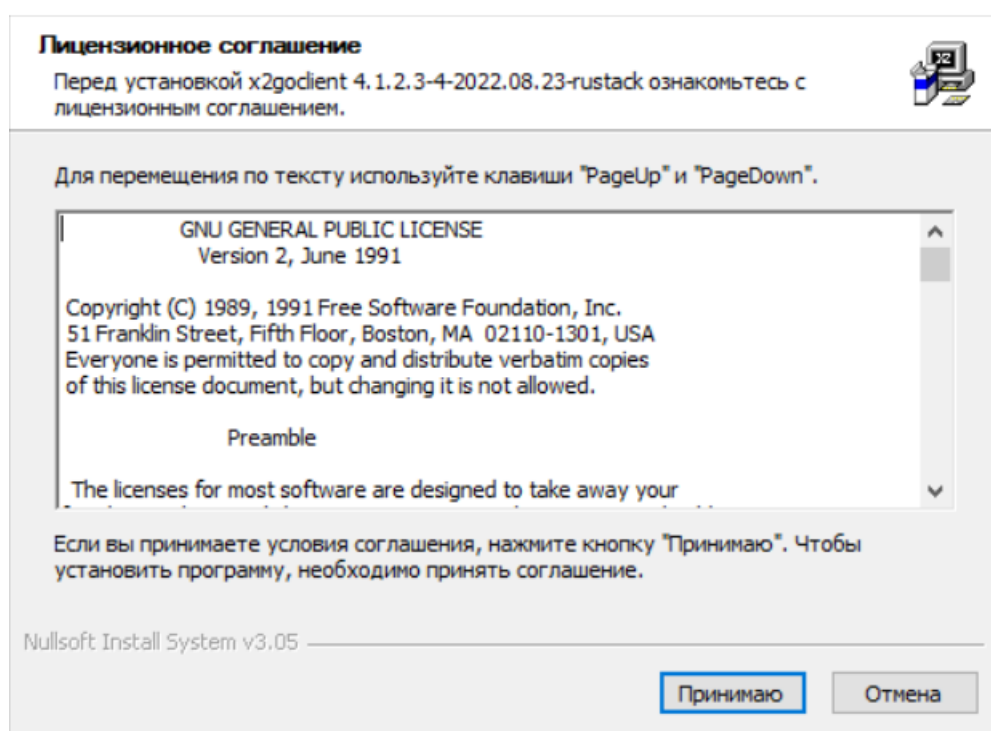 Лицензионное соглашение
Перед установкой x2goclient 4.1.2.3-4-2022.08.23-rustack ознакомьтесь с
лицензионным соглашением.
X2
Для перемещения по тексту используйте клавиши "PageUp" и "PageDown".
GNU GENERAL PUBLIC LICENSE
Version 2, June 1991
Copyright (C) 1989, 1991 Free Software Foundation, Inc.
51 Franklin Street, Fifth Floor, Boston, MA  02110-1301, USA
Everyone is permitted to copy and distribute verbatim copies
of this license document, but changing it is not allowed.
Preamble
The licenses for most software are designed to take away your
Если вы принимаете условия соглашения, нажмите кнопку "Принимаю". Чтобы
установить программу, необходимо принять соглашение.
Nullsoft Install System v3.05
Принимаю
Отмена